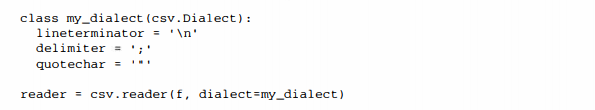 class my_dialect(csv.Dialect):
    lineterminator = '\n'
    delimiter = ';'
    quotechar = '"'
reader = csv.reader(f, dialect=my_dialect)